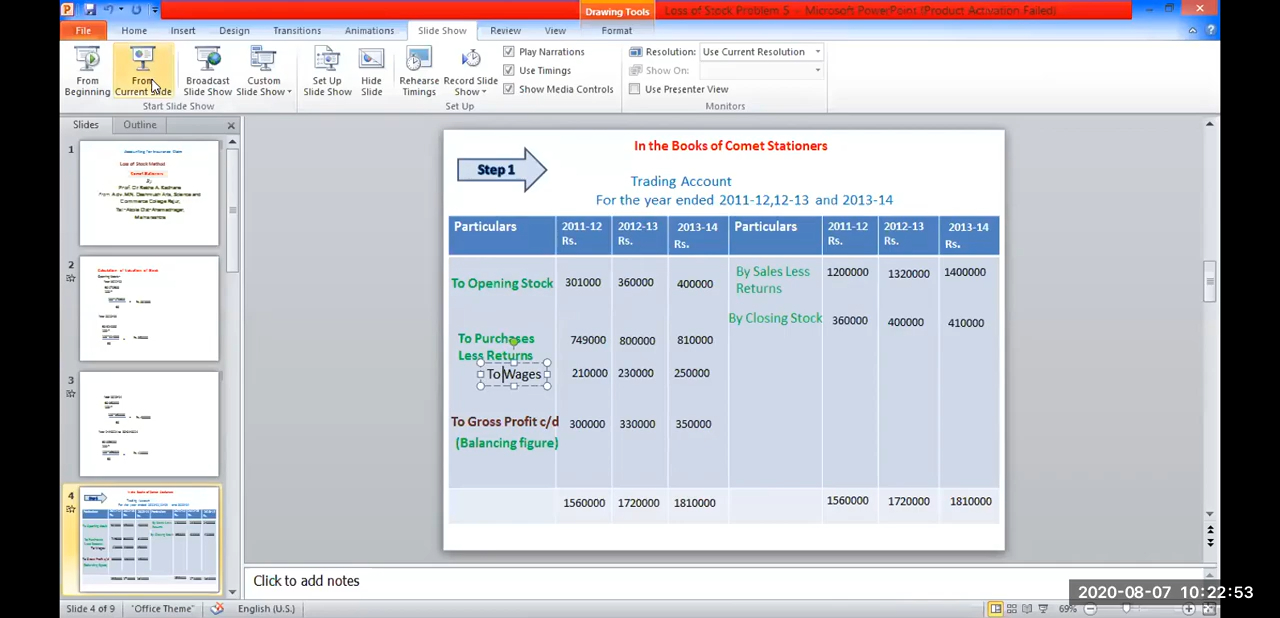 Drawing Tools
Loss of Stock Problem 5 - Microsoft PowerPoint (Product Activation Failed)
File Home Insert Design Transitions Animations Slide Show Review View Format
From Beginning
From Current Slide
Broadcast Slide Show
Custom Slide Show
Set Up Slide Show
Hide Slide
Rehearse Timings
Record Slide Show
Play Narrations
Use Timings
Show Media Controls
Resolution: Use Current Resolution
Show On:
Use Presenter View
Start Slide Show
Set Up
Monitors
Slides Outline
1
2
3
4
Step 1
In the Books of Comet Stationers
Trading Account
For the year ended 2011-12,12-13 and 2013-14
Particulars 2011-12 Rs. 2012-13 Rs. 2013-14 Rs. Particulars 2011-12 Rs. 2012-13 Rs. 2013-14 Rs.
To Opening Stock 301000 360000 400000 By Sales Less Returns 1200000 1320000 1400000
By Closing Stock 360000 400000 410000
To Purchases Less Returns 749000 800000 810000
To Wages 210000 230000 250000
To Gross Profit c/d 300000 330000 350000
(Balancing figure)
1560000 1720000 1810000 1560000 1720000 1810000
Click to add notes
2020-08-07 10:22:53
Slide 4 of 9 "Office Theme" English (U.S.) 69%